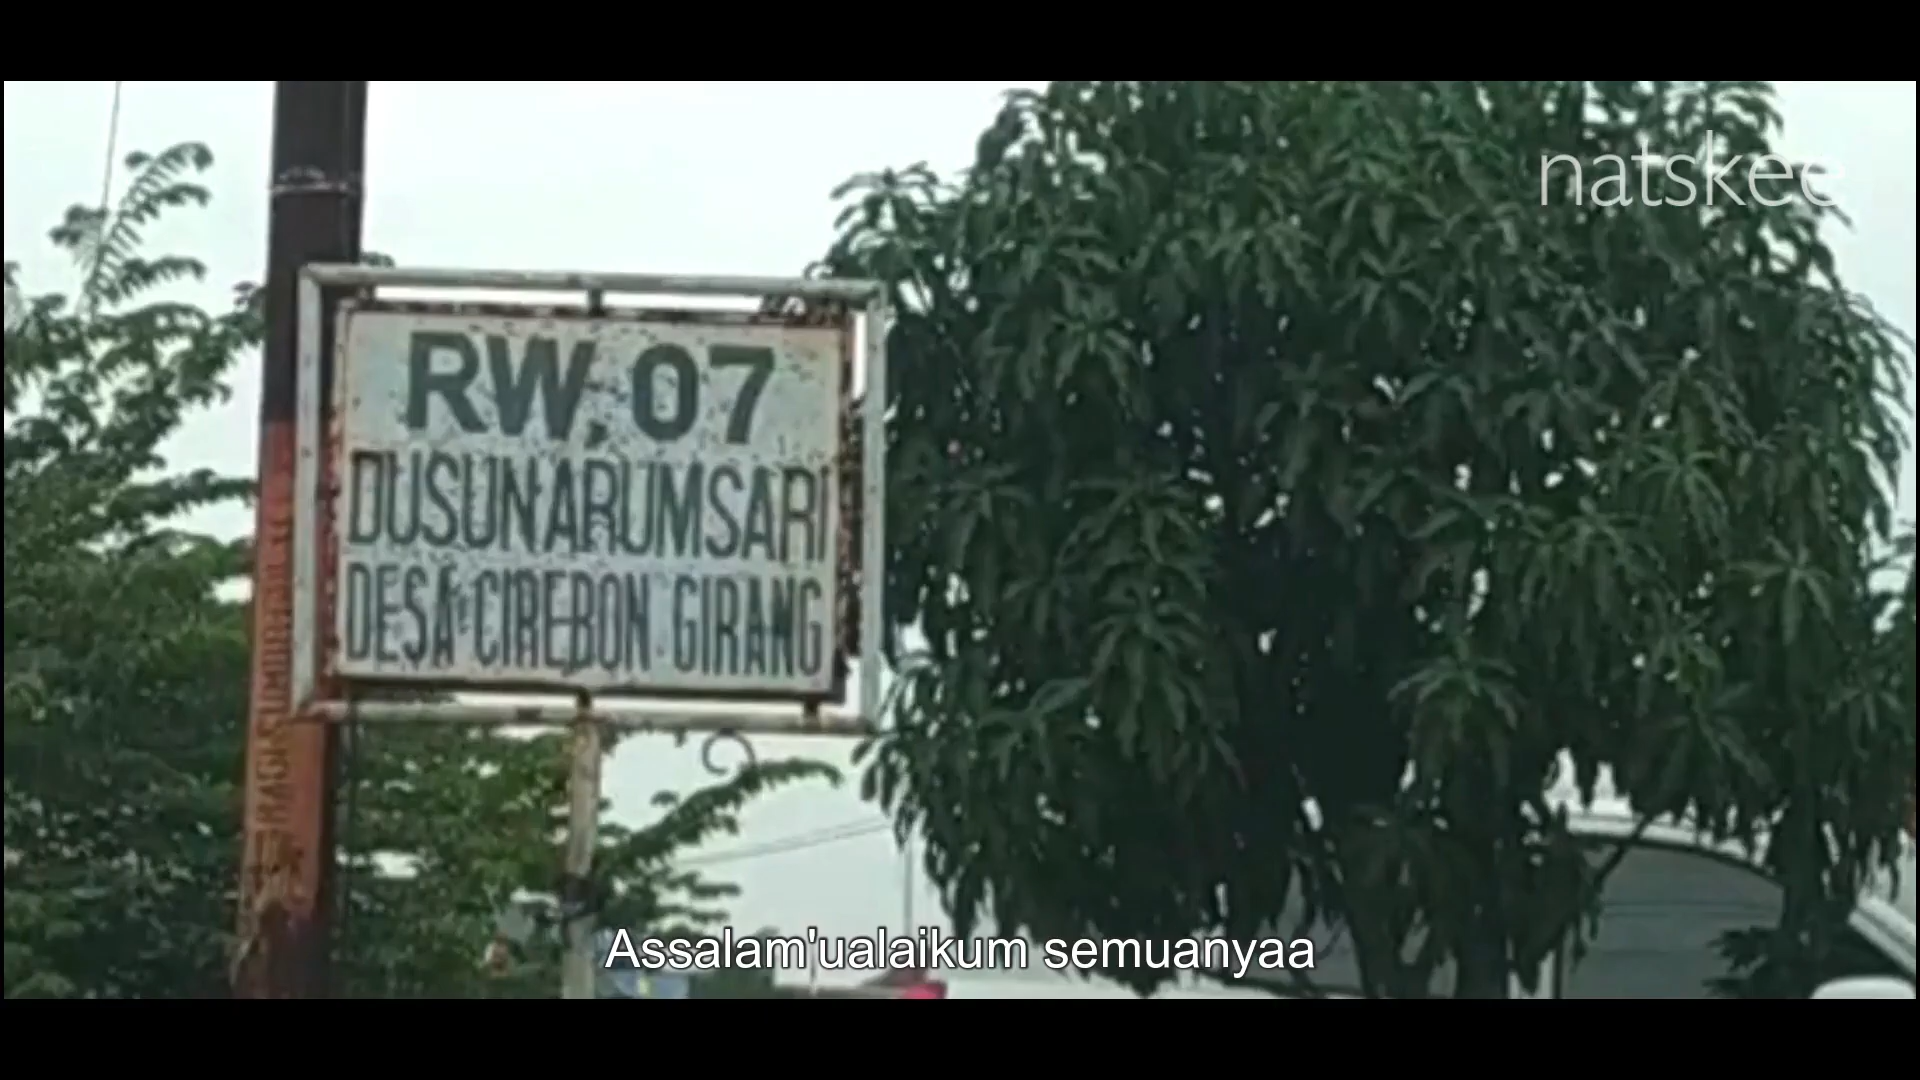 natskee
RW, 07
DUSUN ARUMSARI
DESA CIREBON GIRANG
Assalam'ualaikum semuanyaa